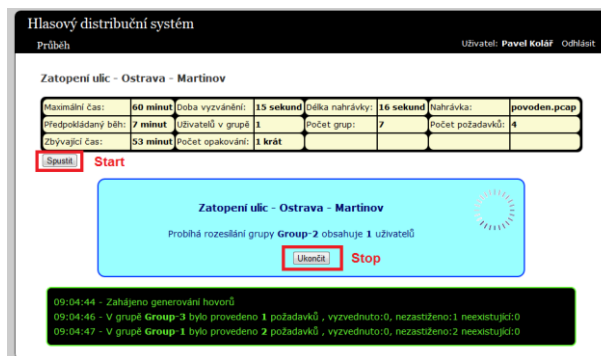 Hlasový distribuční systém
Průběh Uživatel: Pavel Kolář Odhlásit
Zatopení ulic - Ostrava - Martinov
Maximální čas: 60 minut Doba vyzvánění: 15 sekund Délka nahrávky: 16 sekund Nahrávka: povoden.pcap
Předpokládaný běh: 7 minut Uživatelů v grupě 1 Počet grup: 7 Počet požadavků: 4
Zbývající čas: 53 minut Počet opakování: 1 krát
Spustit Start
Zatopení ulic - Ostrava - Martinov
Probíhá rozesílání grupy Group-2 obsahuje 1 uživatelů
Ukončit Stop
09:04:44 - Zahájeno generování hovorů
09:04:46 - V grupě Group-3 bylo provedeno 1 požadavků , vyzvednuto:0, nezastiženo:1 neexistující:0
09:04:47 - V grupě Group-1 bylo provedeno 2 požadavků , vyzvednuto:0, nezastiženo:2 neexistující:0